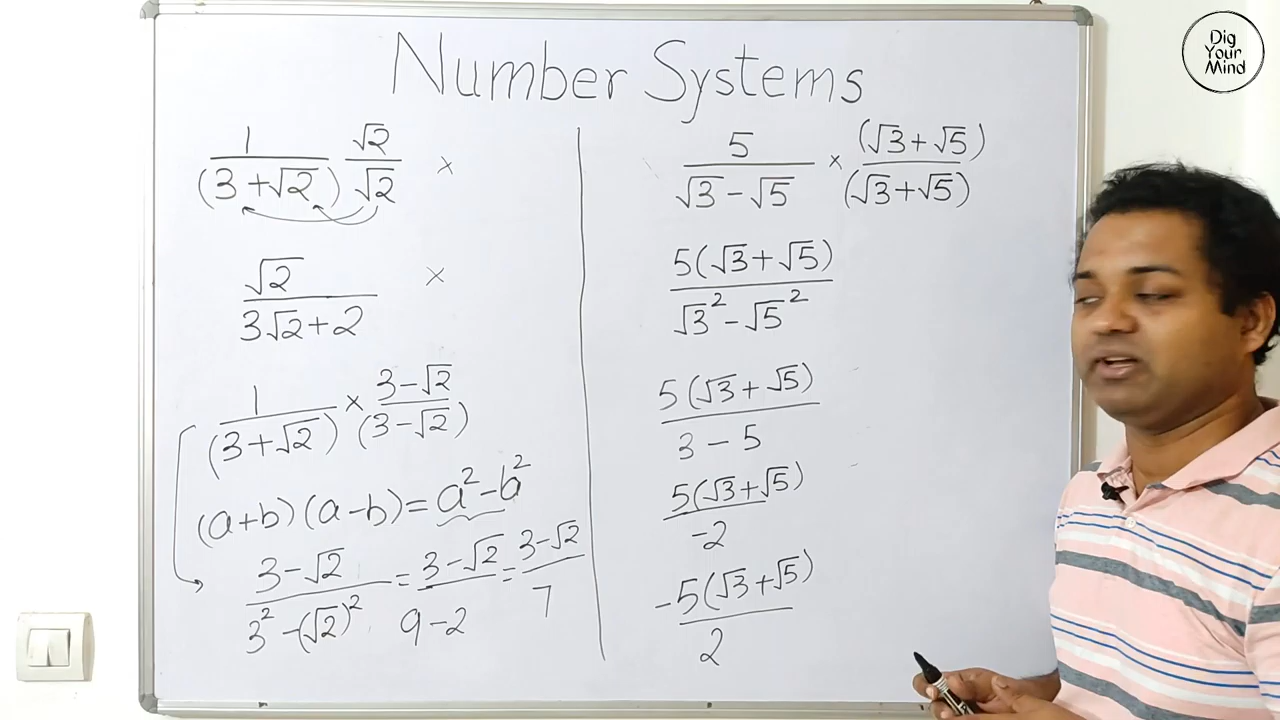 Number Systems
1/(3+√2) √2/√2 ×
√2/(3√2+2) ×
1/(3+√2) × (3-√2)/(3-√2)
(a+b)(a-b)=a²-b²
(3-√2)/(3²-(√2)²) = (3-√2)/(9-2) = (3-√2)/7
5/(√3-√5) × (√3+√5)/(√3+√5)
5(√3+√5)/(√3²-√5²)
5(√3+√5)/(3-5)
5(√3+√5)/-2
-5(√3+√5)/2
Dig
Your
Mind